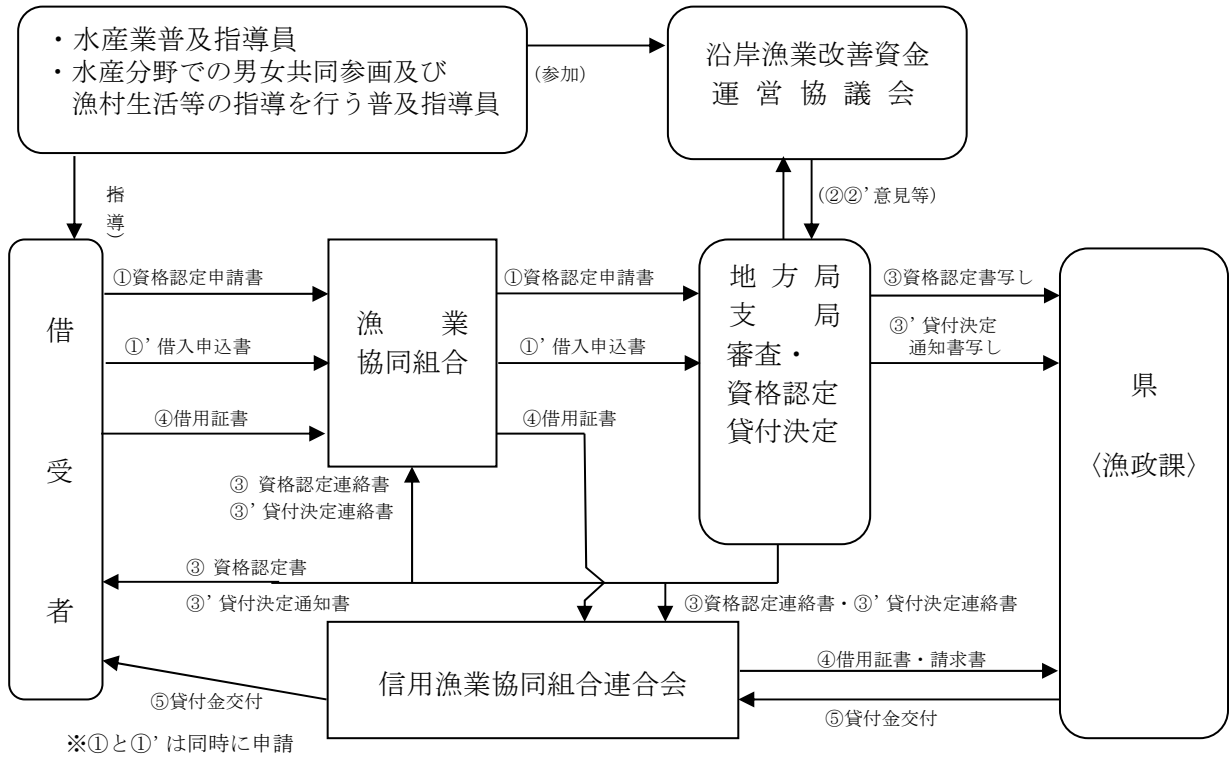 ・水産業普及指導員
・水産分野での男女共同参画及び
漁村生活等の指導を行う普及指導員
(参加)
沿岸漁業改善資金
運営協議会
指導)
(②②’意見等)
借受者
①資格認定申請書
①’借入申込書
④借用証書
漁業
協同組合
①資格認定申請書
①’借入申込書
④借用証書
地方局
支局
審査・
資格認定
貸付決定
③資格認定書写し
③’貸付決定
通知書写し
県
〈漁政課〉
③ 資格認定連絡書
③’貸付決定連絡書
③ 資格認定書
③’貸付決定通知書
③資格認定連絡書・③’貸付決定連絡書
信用漁業協同組合連合会
④借用証書・請求書
⑤貸付金交付
⑤貸付金交付
※①と①’は同時に申請